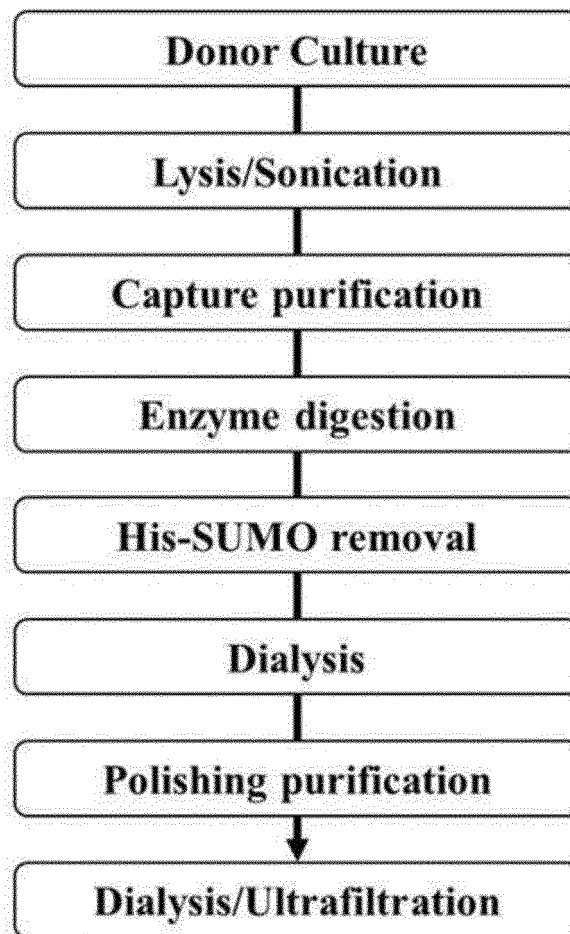 Donor Culture
Lysis/Sonication
Capture purification
Enzyme digestion
His-SUMO removal
Dialysis
Polishing purification
Dialysis/Ultrafiltration